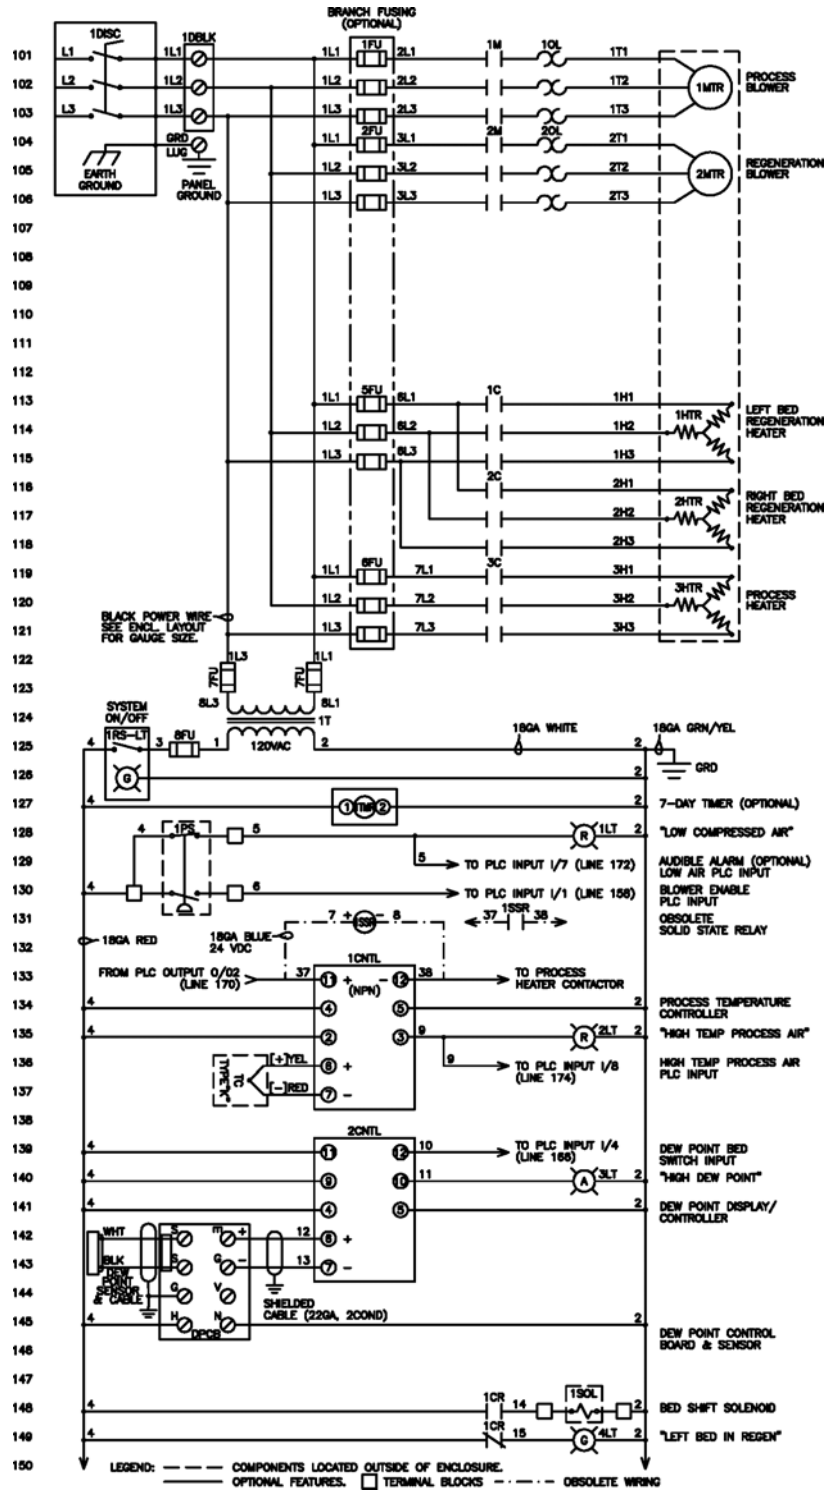 BRANCH FUSING
(OPTIONAL)
1DISC 1DBLK
101 L1 1L1 1L1 1FU 2L1 1M 1OL 1T1
102 L2 1L2 1L2 2L2 1T2 1MTR PROCESS BLOWER
103 L3 1L3 1L3 2L3 1T3
104 GRD LUG 1L1 2FU 3L1 2M 2OL 2T1
105 EARTH GROUND PANEL GROUND 1L2 3L2 2T2 2MTR REGENERATION BLOWER
106 1L3 3L3 2T3
107
108
109
110
111
112
113 1L1 5FU 6L1 1C 1H1
114 1L2 6L2 1H2 1HTR LEFT BED REGENERATION HEATER
115 1L3 6L3 1H3
116 2C 2H1
117 2H2 2HTR RIGHT BED REGENERATION HEATER
118 2H3
119 1L1 6FU 7L1 3C 3H1
120 1L2 7L2 3H2 3HTR PROCESS HEATER
121 BLACK POWER WIRE
SEE ENCL. LAYOUT
FOR GAUGE SIZE.
1L3 7L3 3H3
122 1L3 1L1
123 7FU 7FU
8L3 8L1
124 SYSTEM ON/OFF 1T
125 4 1RS-LT 3 8FU 1 120VAC 2 18GA WHITE 2 18GA GRN/YEL
126 G 2 GRD
127 4 1 TMR 2 2 7-DAY TIMER (OPTIONAL)
128 4 1PS 5 R 1LT 2 "LOW COMPRESSED AIR"
129 5 TO PLC INPUT I/7 (LINE 172) AUDIBLE ALARM (OPTIONAL)
LOW AIR PLC INPUT
130 4 6 TO PLC INPUT I/1 (LINE 158) BLOWER ENABLE
PLC INPUT
131 7 + 1SSR - 8 37 1SSR 38 OBSOLETE
SOLID STATE RELAY
132 18GA RED 18GA BLUE
24 VDC
1CNTL
133 FROM PLC OUTPUT O/02
(LINE 170) 37 11 + (NPN) - 12 38 TO PROCESS
HEATER CONTACTOR
134 4 4 5 2 PROCESS TEMPERATURE
CONTROLLER
135 4 2 3 9 R 2LT 2 "HIGH TEMP PROCESS AIR"
136 [+]YEL 6 + 9 TO PLC INPUT I/8
(LINE 174) HIGH TEMP PROCESS AIR
PLC INPUT
137 TC
TYPE "K" [-]RED 7 -
138
2CNTL
139 4 11 12 10 TO PLC INPUT I/4
(LINE 166) DEW POINT BED
SWITCH INPUT
140 4 9 10 11 A 3LT 2 "HIGH DEW POINT"
141 4 4 5 2 DEW POINT DISPLAY/
CONTROLLER
142 WHT S E + 12 6 +
143 BLK S G - 13 7 -
DEW POINT SENSOR & CABLE
144 G V SHIELDED
CABLE (22GA, 2COND)
145 4 H N 2 DEW POINT CONTROL
BOARD & SENSOR
DPCB
146
147
148 4 1CR 14 1SOL 2 BED SHIFT SOLENOID
149 4 1CR 15 G 4LT 2 "LEFT BED IN REGEN"
150 LEGEND: COMPONENTS LOCATED OUTSIDE OF ENCLOSURE.
OPTIONAL FEATURES. TERMINAL BLOCKS OBSOLETE WIRING